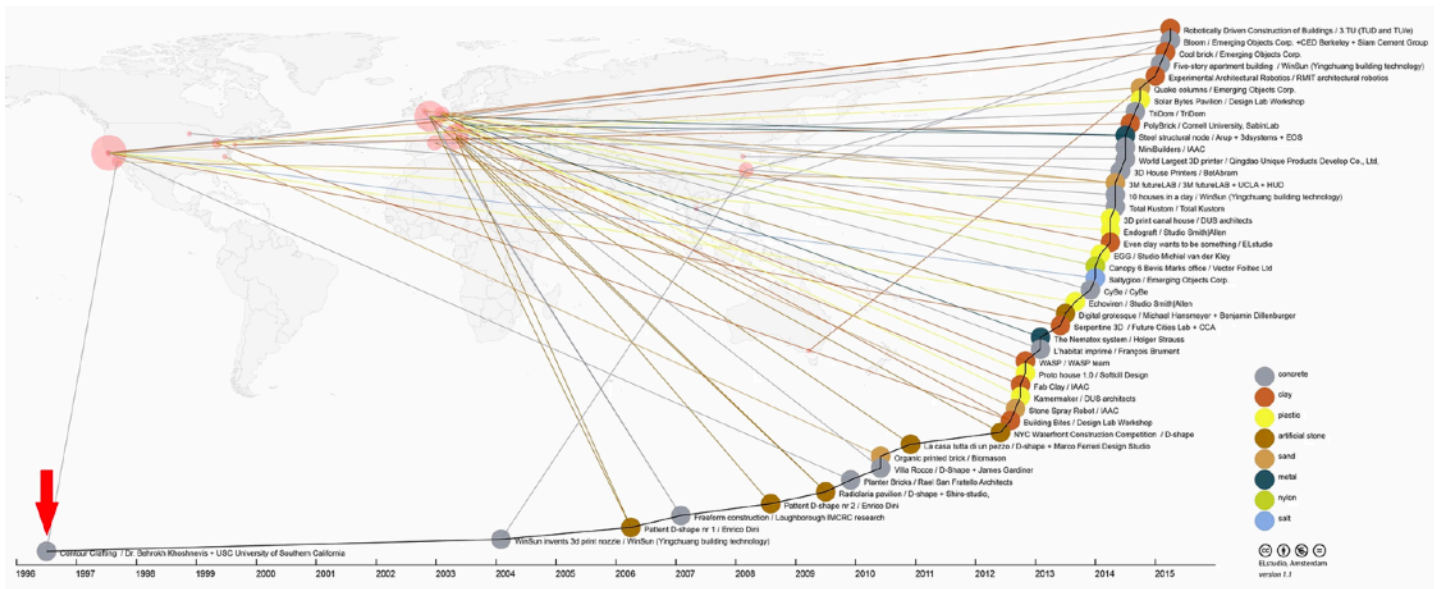 Robotically Driven Construction of Buildings / 3 TU (TUD and TU/e)
Bloom / Emerging Objects Corp. +CED Berkeley + Siam Cement Group
Cool brick / Emerging Objects Corp.
Five-story apartment building / WinSun (Yingchuang building technology)
Experimental Architectural Robotics / RMIT architectural robotics
Quake columns / Emerging Objects Corp.
Solar Bytes Pavilion / Design Lab Workshop
TriDom / TriDom
PolyBrick / Cornell University, SabinLab
Steel structural node / Arup + 3dsystems + EOS
MiniBuilders / IAAC
World Largest 3D printer / Qingdao Unique Products Develop Co., Ltd,
3D House Printers / BetAbram
3M futureLAB / 3M futureLAB + UCLA + HUD
10 houses in a day / WinSun (Yingchuang building technology)
Total Kustom / Total Kustom
3D print canal house / DUS architects
Endograft / Studio Smith|Allen
Even clay wants to be something / ELstudio
EGG / Studio Michiel van der Kley
Canopy 6 Bevis Marks office / Vector Foiltec Ltd
Saltygloo / Emerging Objects Corp.
CyBe / CyBe
Echoviren / Studio Smith|Allen
Digital grotesque / Michael Hansmeyer + Benjamin Dillenburger
Serpentine 3D / Future Cities Lab + CCA
The Nematox system / Holger Strauss
L'habitat imprimé / François Brument
WASP / WASP team
Proto house 1.0 / Softkill Design
Fab Clay / IAAC
Kamermaker / DUS architects
Stone Spray Robot / IAAC
Building Bites / Design Lab Workshop
NYC Waterfront Construction Competition / D-shape
La casa tutta di un pezzo / D-shape + Marco Ferreri Design Studio
Organic printed brick / Biomason
Villa Rocce / D-Shape + James Gardiner
Planter Bricks / Rael San Fratello Architects
Radiolaria pavilion / D-shape + Shiro-studio,
Patent D-shape nr 2 / Enrico Dini
Freeform construction / Loughborough IMCRC research
Patient D-shape nr 1 / Enrico Dini
WinSun invents 3d print nozzle / WinSun (Yingchuang building technology)
Contour Crafting / Dr. Behrokh Khoshnevis + USC University of Southern California
concrete
clay
plastic
artificial stone
sand
metal
nylon
salt
ELstudio, Amsterdam
version 1.1
1996 1997 1998 1999 2000 2001 2002 2003 2004 2005 2006 2007 2008 2009 2010 2011 2012 2013 2014 2015